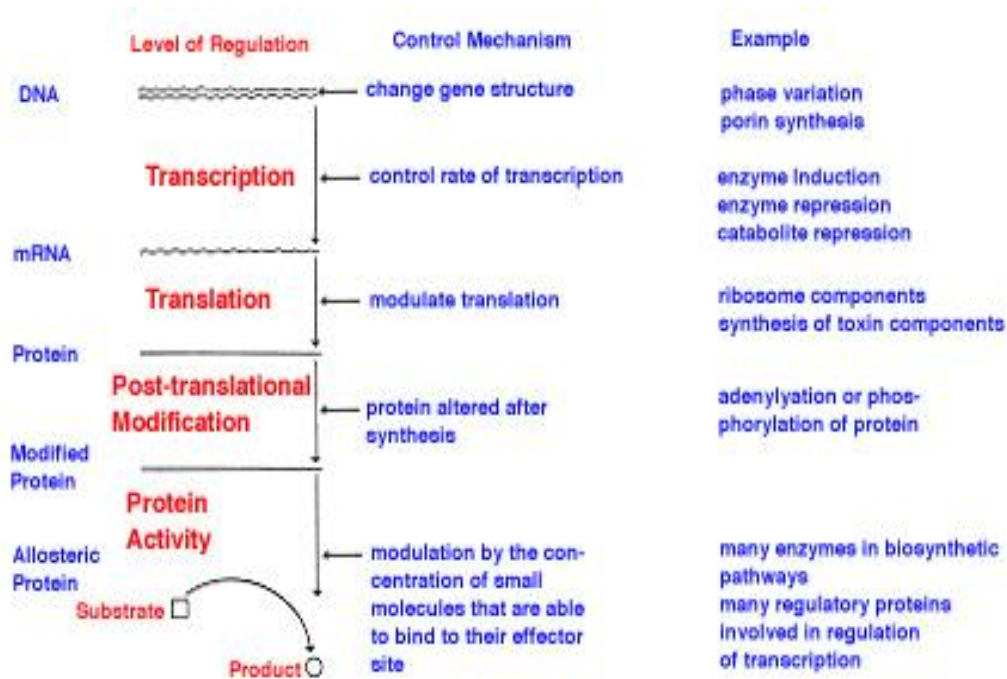 Level of Regulation
Control Mechanism
Example
DNA
change gene structure
phase variation
porin synthesis
Transcription
control rate of transcription
enzyme Induction
enzyme repression
catabolite repression
mRNA
Translation
modulate translation
ribosome components
synthesis of toxin components
Protein
Post-translational
Modification
protein altered after
synthesis
adenylyation or phos-
phorylation of protein
Modified
Protein
Protein
Activity
Allosteric
Protein
modulation by the con-
centration of small
molecules that are able
to bind to their effector
site
many enzymes in biosynthetic
pathways
many regulatory proteins
involved in regulation
of transcription
Substrate
Product